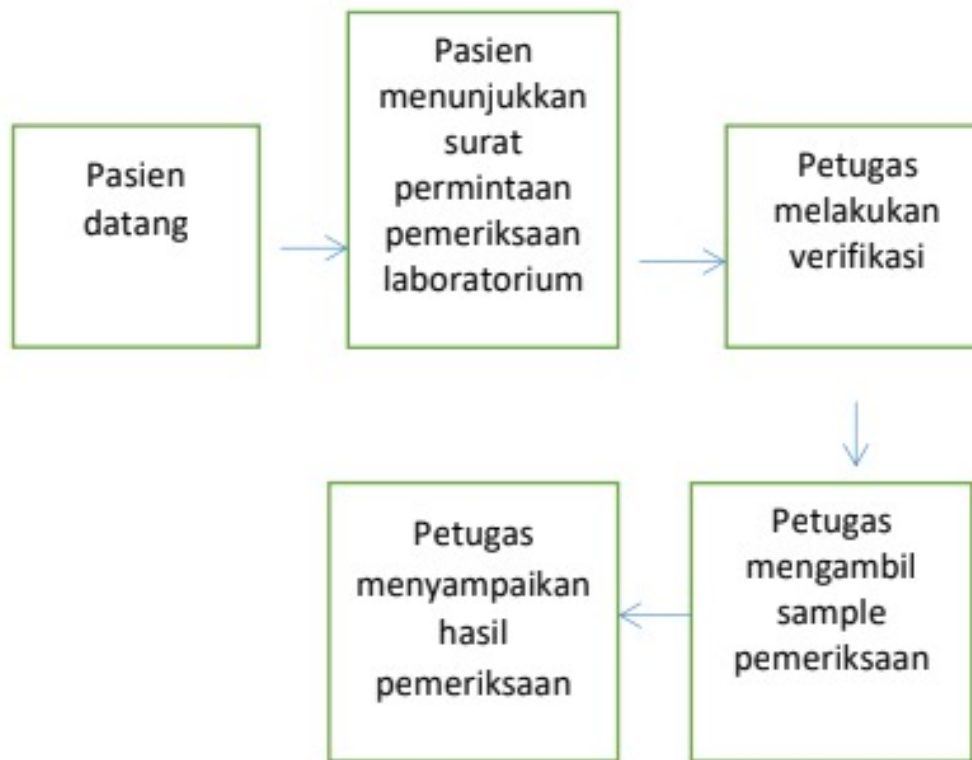 Pasien
datang
Pasien
menunjukkan
surat
permintaan
pemeriksaan
laboratorium
Petugas
melakukan
verifikasi
Petugas
mengambil
sample
pemeriksaan
Petugas
menyampaikan
hasil
pemeriksaan